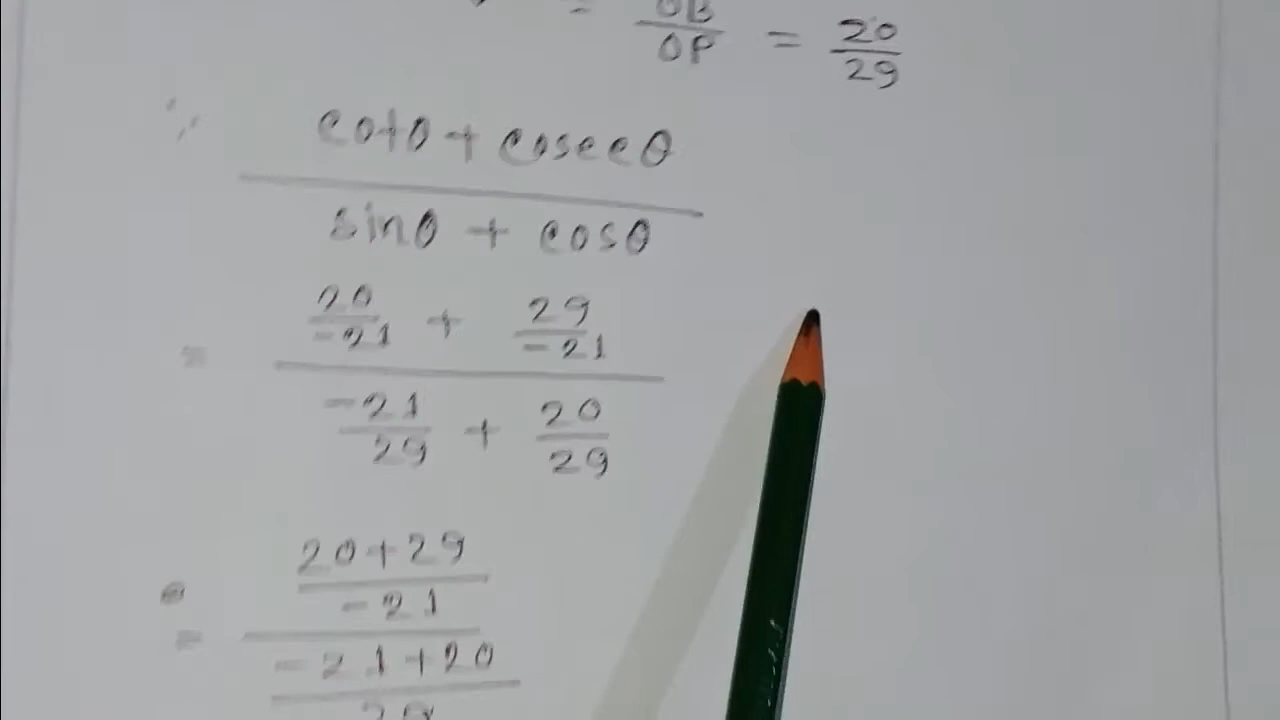 = OB/OP = 20/29
∵ cotθ + cosecθ
sinθ + cosθ
= 20/-21 + 29/-21
-21/29 + 20/29
= 20+29/-21
-21+20/29